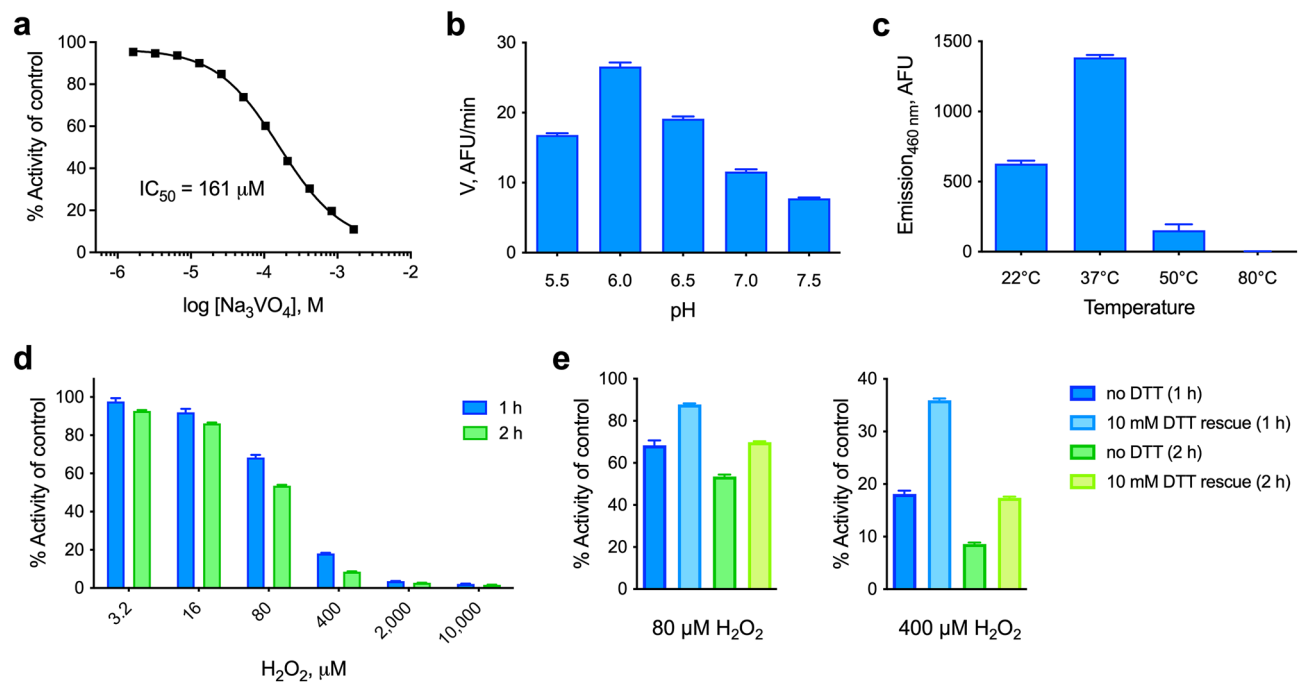 a
% Activity of control
100
80
60
40
20
0
IC50 = 161 µM
-6 -5 -4 -3 -2
log [Na3VO4], M
b
V, AFU/min
30
20
10
0
5.5 6.0 6.5 7.0 7.5
pH
c
Emission460 nm, AFU
1500
1000
500
0
22°C 37°C 50°C 80°C
Temperature
d
% Activity of control
100
80
60
40
20
0
3.2 16 80 400 2,000 10,000
H2O2, µM
1 h
2 h
e
% Activity of control
100
80
60
40
20
0
80 µM H2O2
% Activity of control
40
30
20
10
0
400 µM H2O2
no DTT (1 h)
10 mM DTT rescue (1 h)
no DTT (2 h)
10 mM DTT rescue (2 h)